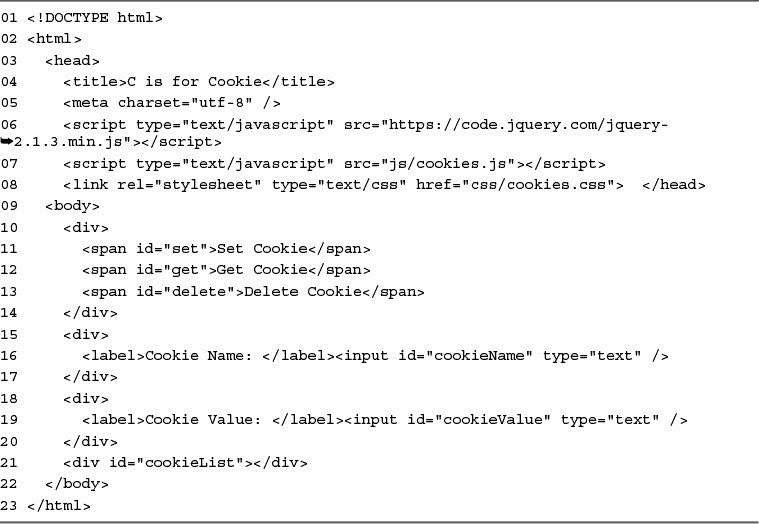 01 <!DOCTYPE html>
02 <html>
03   <head>
04     <title>C is for Cookie</title>
05     <meta charset="utf-8" />
06     <script type="text/javascript" src="https://code.jquery.com/jquery-
➥2.1.3.min.js"></script>
07     <script type="text/javascript" src="js/cookies.js"></script>
08     <link rel="stylesheet" type="text/css" href="css/cookies.css">  </head>
09   <body>
10     <div>
11       <span id="set">Set Cookie</span>
12       <span id="get">Get Cookie</span>
13       <span id="delete">Delete Cookie</span>
14     </div>
15     <div>
16       <label>Cookie Name: </label><input id="cookieName" type="text" />
17     </div>
18     <div>
19       <label>Cookie Value: </label><input id="cookieValue" type="text" />
20     </div>
21     <div id="cookieList"></div>
22   </body>
23 </html>